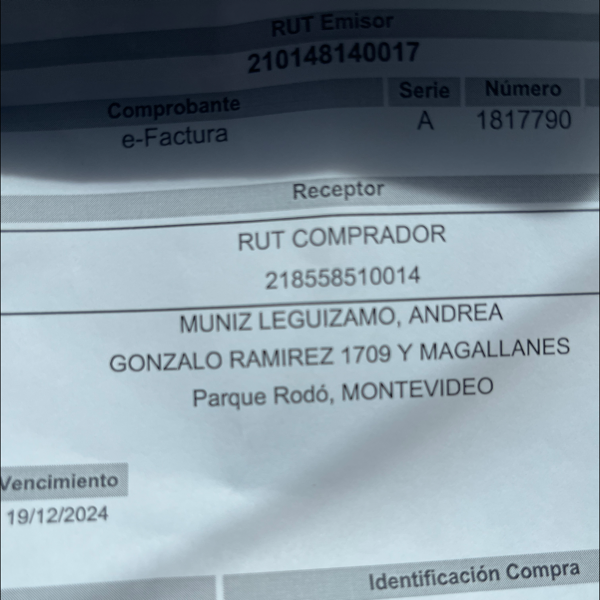 RUT Emisor
210148140017
Comprobante Serie Número
e-Factura A 1817790
Receptor
RUT COMPRADOR
218558510014
MUNIZ LEGUIZAMO, ANDREA
GONZALO RAMIREZ 1709 Y MAGALLANES
Parque Rodó, MONTEVIDEO
Vencimiento
19/12/2024
Identificación Compra